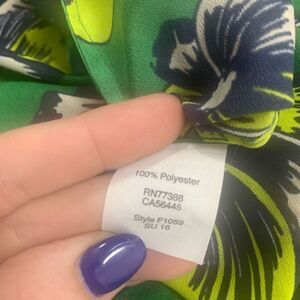 100% Polyester
RN77388
CA56445
Style F1059
SU 16